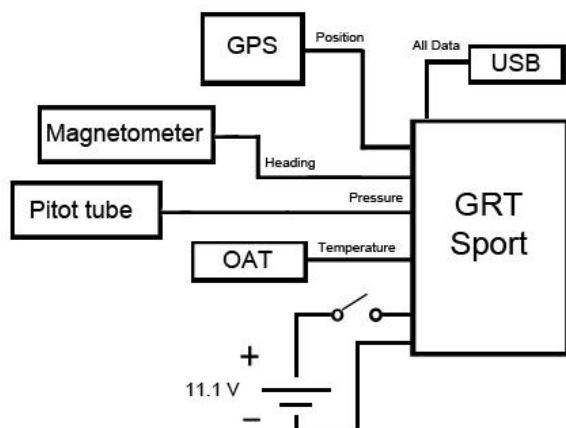 GPS
Position
All Data
USB
Magnetometer
Heading
GRT
Sport
Pitot tube
Pressure
OAT
Temperature
+
11.1 V
−